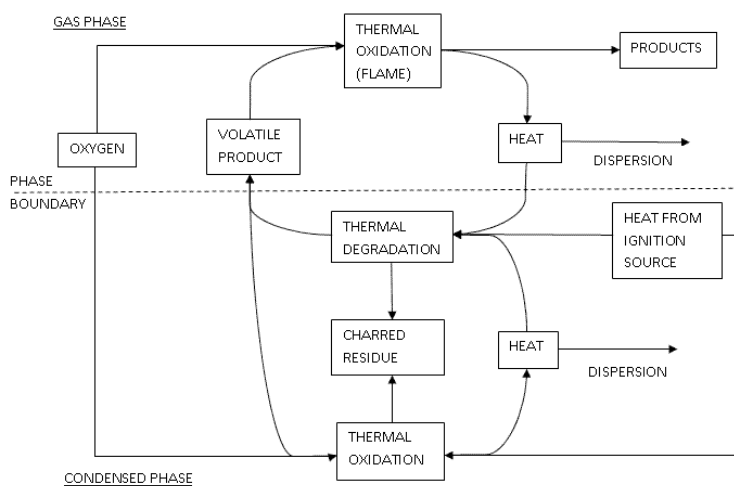 GAS PHASE
THERMAL
OXIDATION
(FLAME)
PRODUCTS
OXYGEN
VOLATILE
PRODUCT
HEAT
DISPERSION
PHASE
BOUNDARY
THERMAL
DEGRADATION
HEAT FROM
IGNITION
SOURCE
CHARRED
RESIDUE
HEAT
DISPERSION
THERMAL
OXIDATION
CONDENSED PHASE